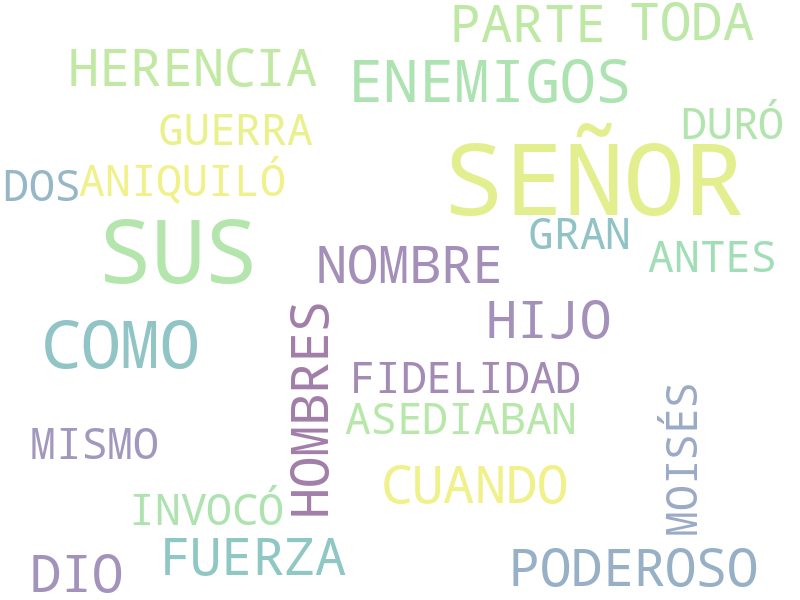 PARTE TODA
HERENCIA
ENEMIGOS
GUERRA
DURÓ
SEÑOR
DOS
ANIQUILÓ
SUS
GRAN
NOMBRE
ANTES
HIJO
COMO
HOMBRES
FIDELIDAD
ASEDIABAN
MOISÉS
MISMO
CUANDO
INVOCÓ
FUERZA
DIO
PODEROSO